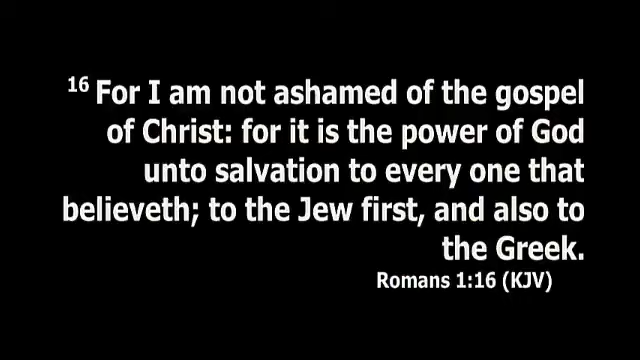 16 For I am not ashamed of the gospel
of Christ: for it is the power of God
unto salvation to every one that
believeth; to the Jew first, and also to
the Greek.
Romans 1:16 (KJV)